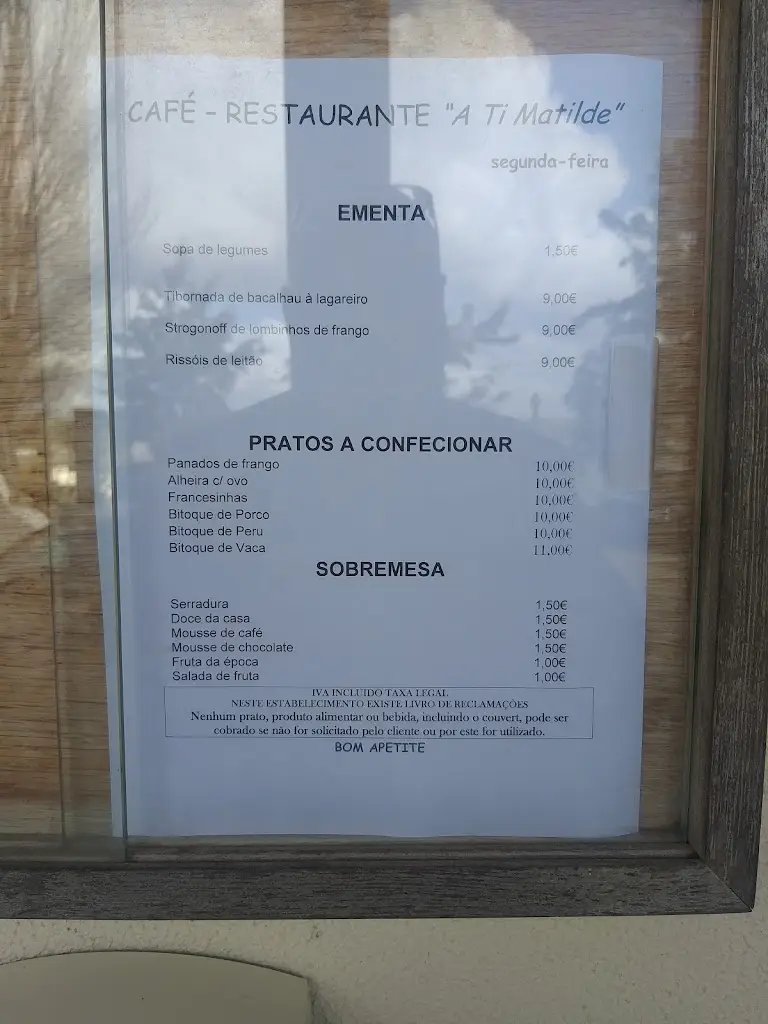 CAFÉ - RESTAURANTE "A Ti Matilde"
segunda-feira
EMENTA
Sopa de legumes 1,50€
Tibornada de bacalhau à lagareiro 9,00€
Strogonoff de lombinhos de frango 9,00€
Rissóis de leitão 9,00€
PRATOS A CONFECIONAR
Panados de frango 10,00€
Alheira c/ ovo 10,00€
Francesinhas 10,00€
Bitoque de Porco 10,00€
Bitoque de Peru 10,00€
Bitoque de Vaca 11,00€
SOBREMESA
Serradura 1,50€
Doce da casa 1,50€
Mousse de café 1,50€
Mousse de chocolate 1,50€
Fruta da época 1,00€
Salada de fruta 1,00€
IVA INCLUIDO TAXA LEGAL
NESTE ESTABELECIMENTO EXISTE LIVRO DE RECLAMAÇÕES
Nenhum prato, produto alimentar ou bebida, incluindo o couvert, pode ser
cobrado se não for solicitado pelo cliente ou por este for utilizado.
BOM APETITE